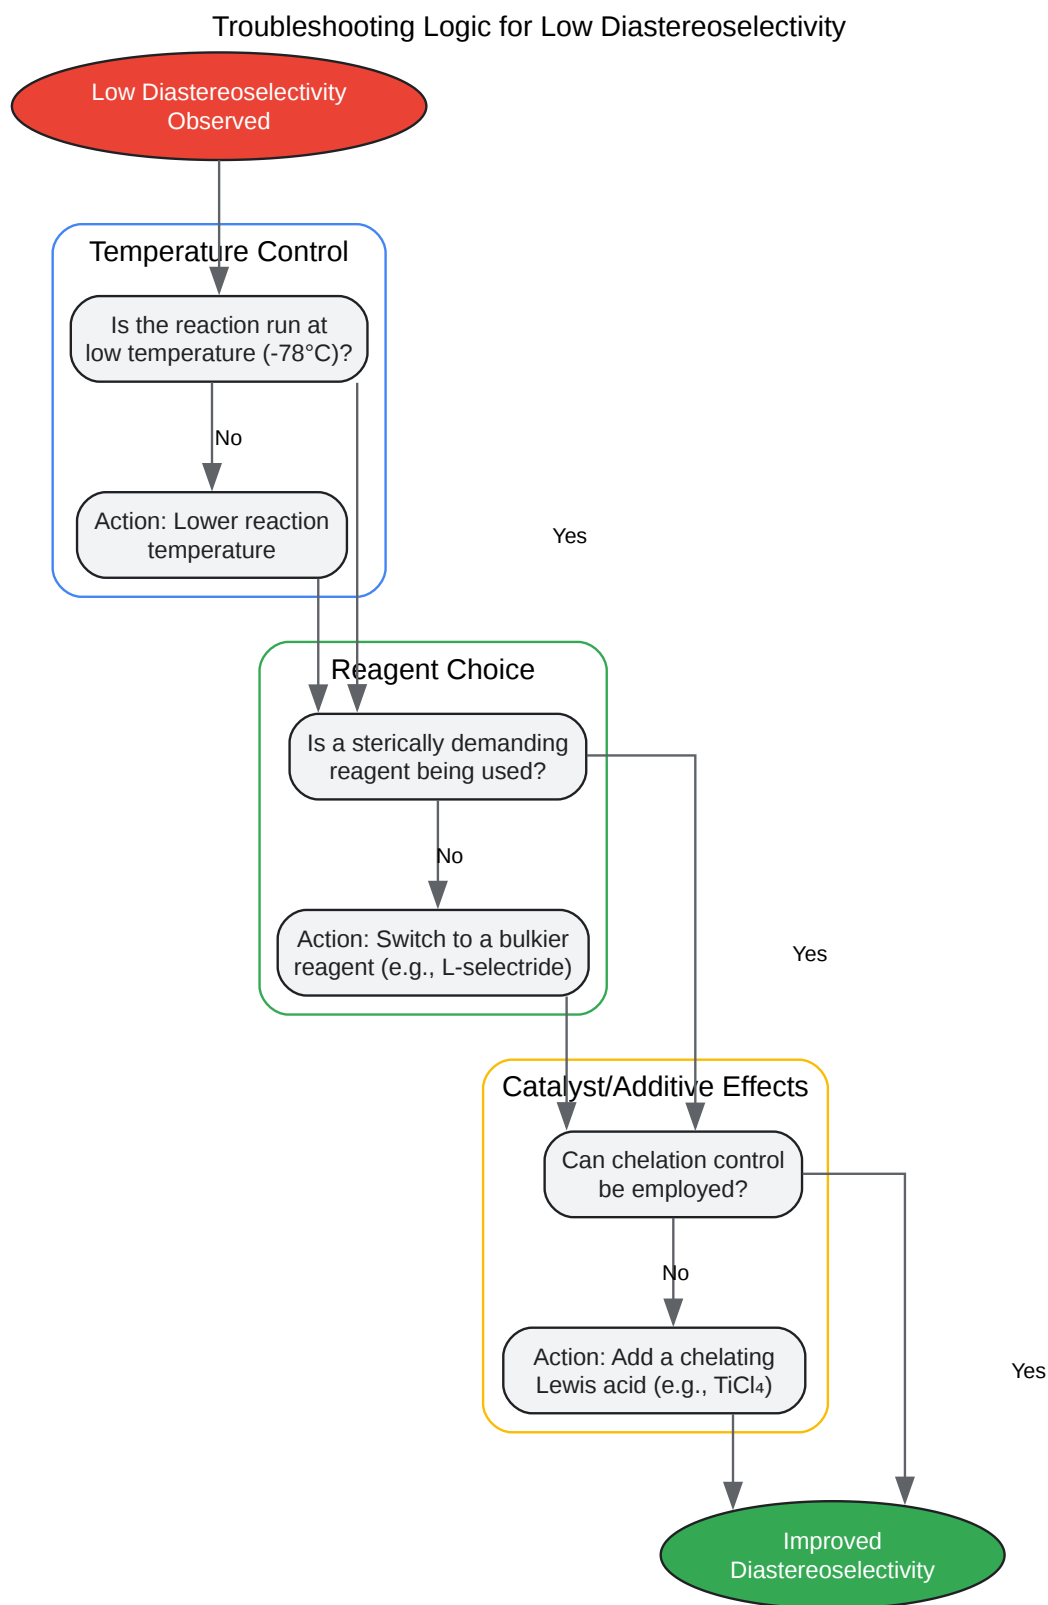 Troubleshooting Logic for Low Diastereoselectivity
Low Diastereoselectivity
Observed
Temperature Control
Is the reaction run at
low temperature (-78°C)?
No
Action: Lower reaction
temperature
Yes
Reagent Choice
Is a sterically demanding
reagent being used?
No
Action: Switch to a bulkier
reagent (e.g., L-selectride)
Yes
Catalyst/Additive Effects
Can chelation control
be employed?
No
Action: Add a chelating
Lewis acid (e.g., TiCl₄)
Yes
Improved
Diastereoselectivity